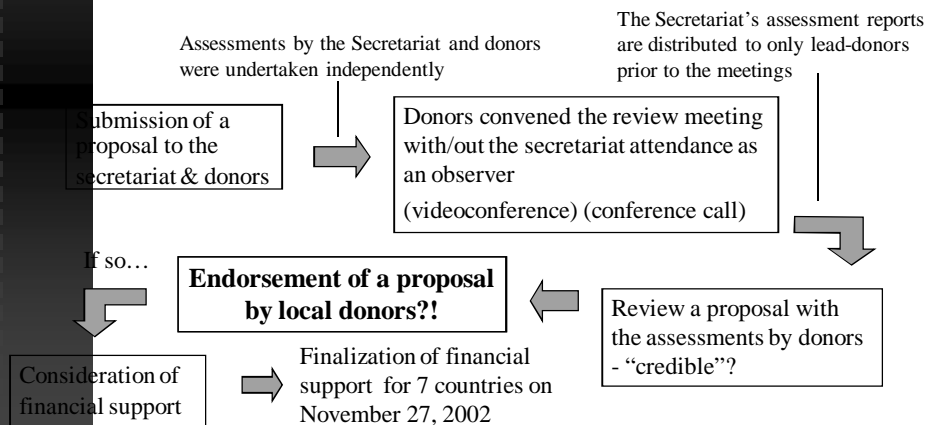 Assessments by the Secretariat and donors
were undertaken independently
The Secretariat’s assessment reports
are distributed to only lead-donors
prior to the meetings
Submission of a
proposal to the
secretariat & donors
Donors convened the review meeting
with/out the secretariat attendance as
an observer
(videoconference) (conference call)
Review a proposal with
the assessments by donors
- “credible”?
Endorsement of a proposal
by local donors?!
If so…
Consideration of
financial support
Finalization of financial
support for 7 countries on
November 27, 2002